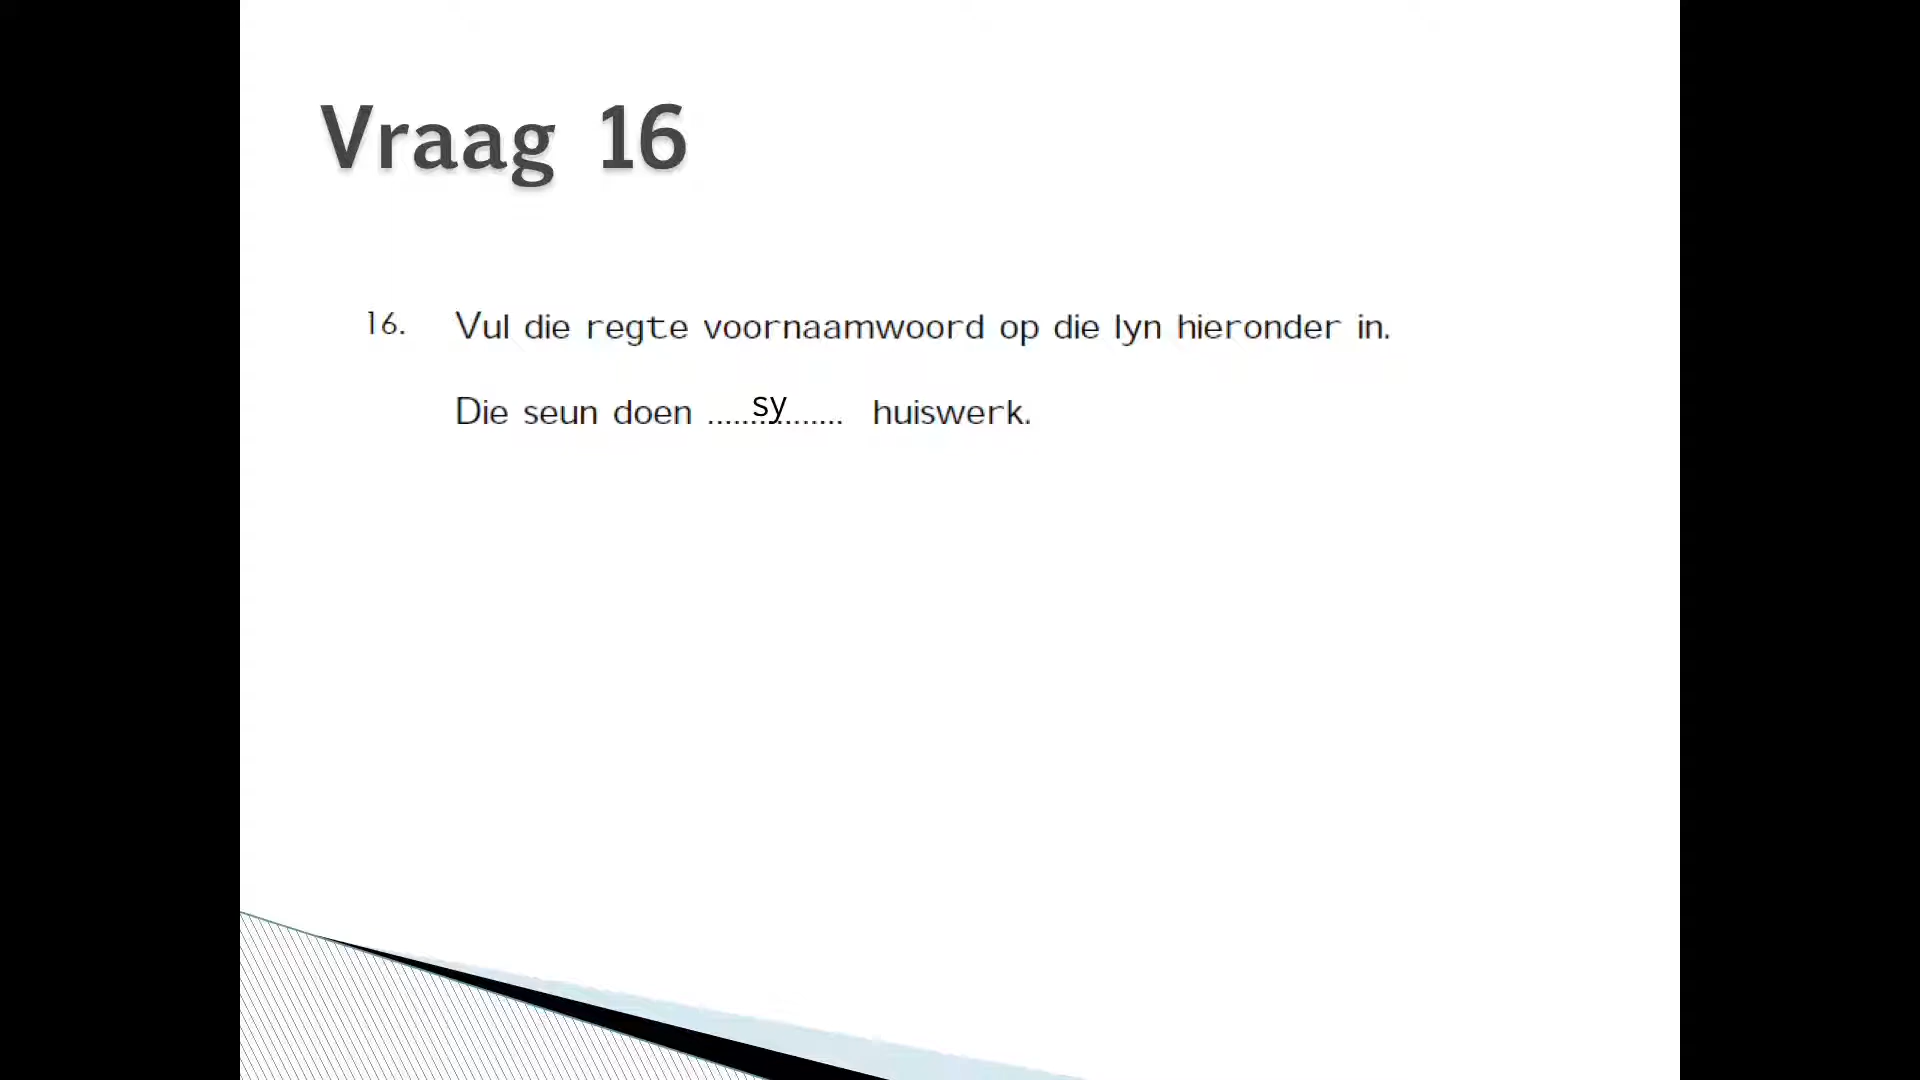 Vraag 16
16. Vul die regte voornaamwoord op die lyn hieronder in.
Die seun doen ......sy......... huiswerk.